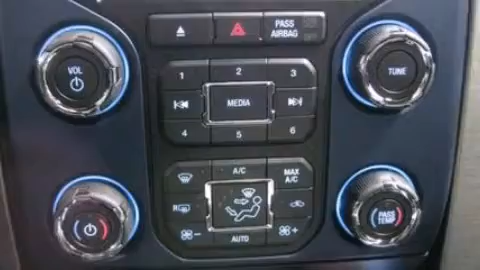 PASS
AIRBAG
VOL
TUNE
1 2 3
MEDIA
4 5 6
A/C
MAX
A/C
R
PASS
TEMP
AUTO